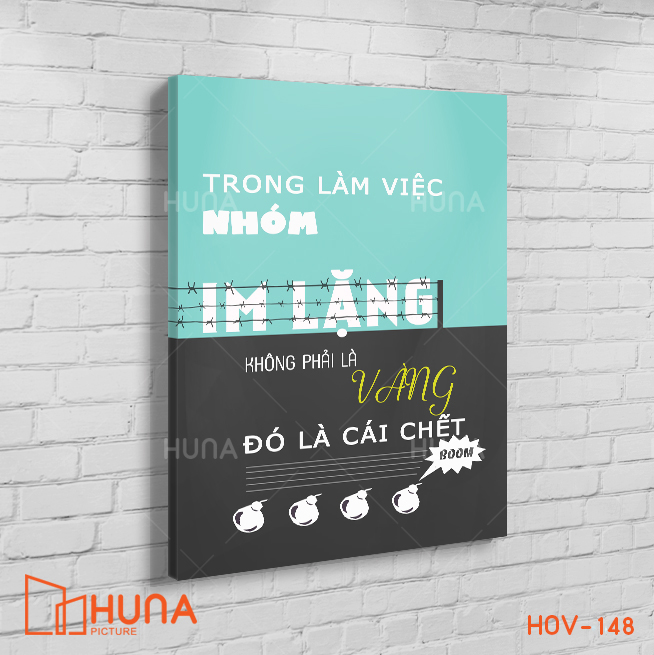 TRONG LÀM VIỆC
NHÓM
IM LẶNG
KHÔNG PHẢI LÀ
VÀNG
ĐÓ LÀ CÁI CHẾT
BOOM
HUNA
HUNA
HUNA
HUNA
HUNA
PICTURE
HOV-148